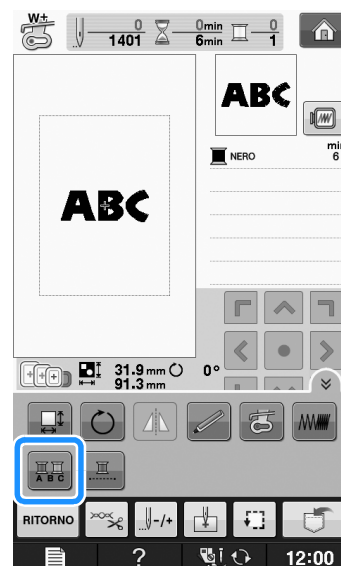 W+
0 0min 0
1401 6min 1
ABC
NERO
min
6
ABC
31.9 mm 0°
91.3 mm
A B C
RITORNO -/+
? 12:00